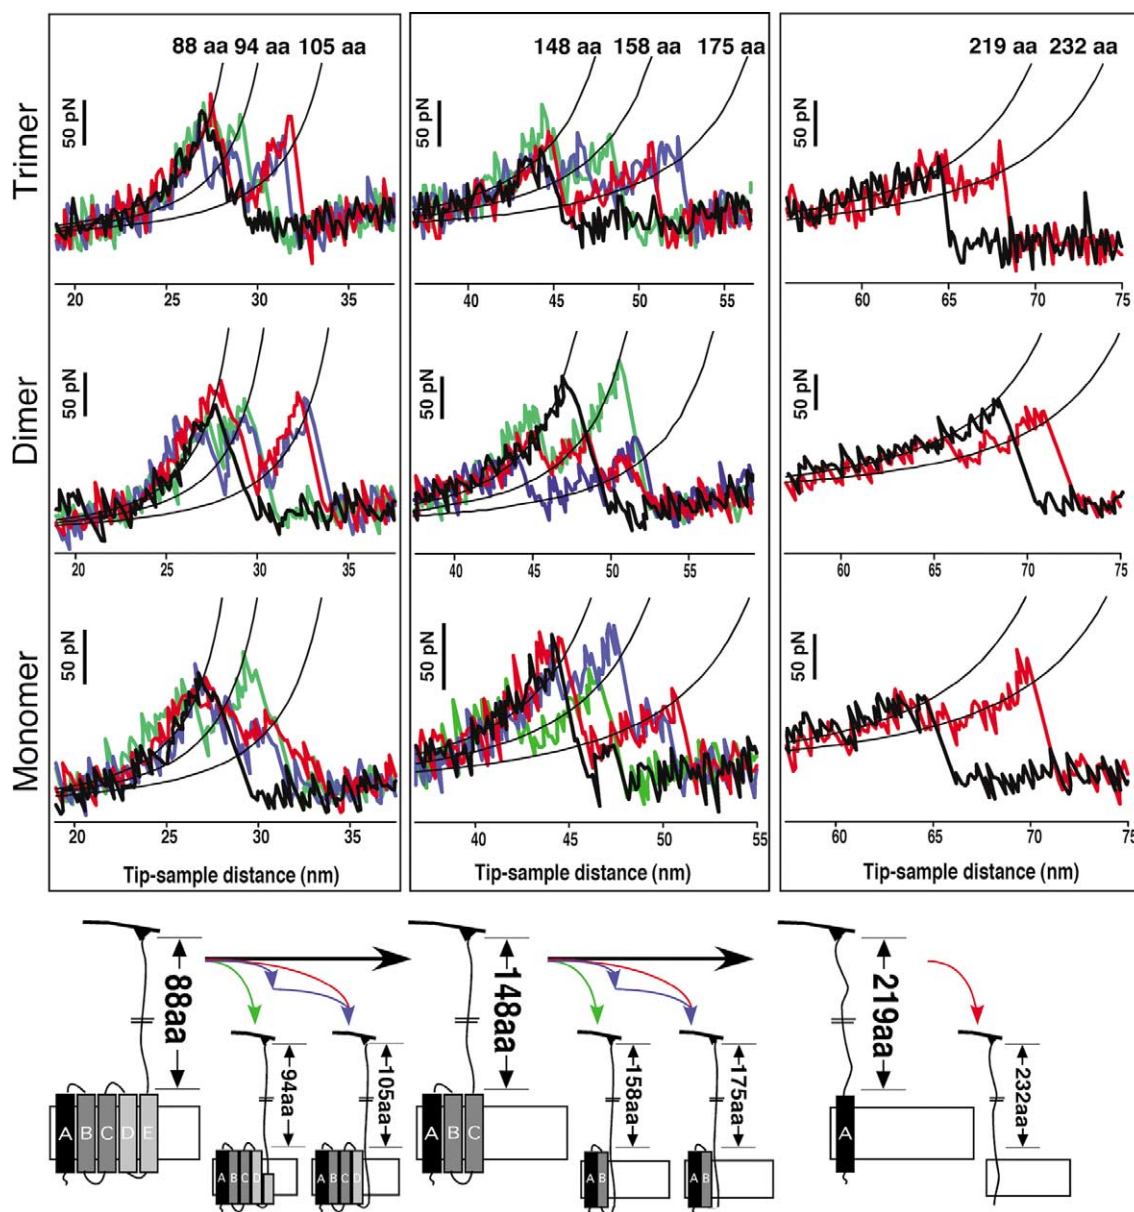 88 aa 94 aa 105 aa
148 aa 158 aa 175 aa
219 aa 232 aa
Trimer
50 pN
50 pN
50 pN
20 25 30 35
40 45 50 55
60 65 70 75
Dimer
50 pN
50 pN
50 pN
20 25 30 35
40 45 50 55
60 65 70 75
Monomer
50 pN
50 pN
50 pN
20 25 30 35
40 45 50 55
60 65 70 75
Tip-sample distance (nm)
Tip-sample distance (nm)
Tip-sample distance (nm)
88aa
148aa
219aa
94aa
105aa
158aa
175aa
232aa
A B C D E
A B C
A
A B C D
A B C D
A B
A B